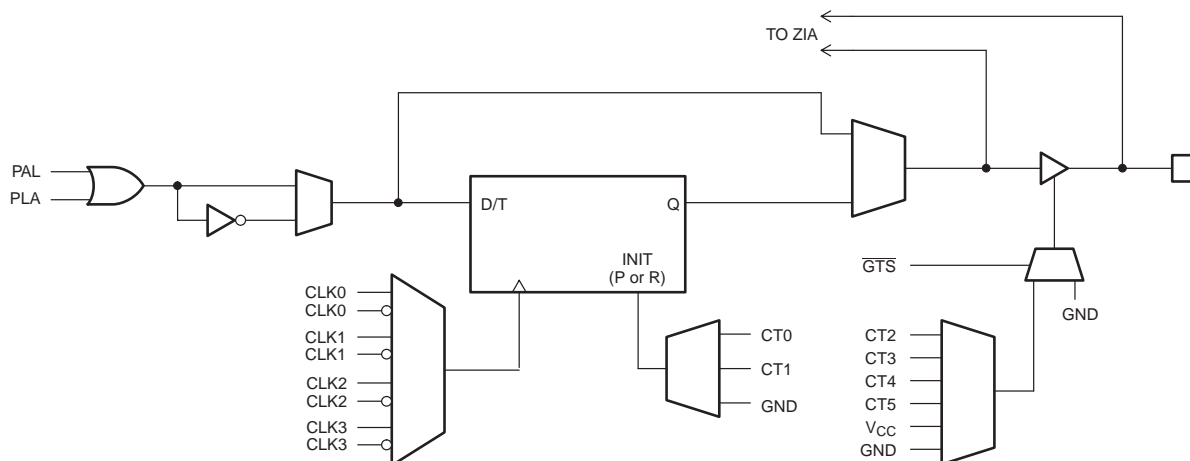 TO ZIA
PAL
PLA
D/T
Q
INIT
(P or R)
GTS
GND
CLK0
CLK0
CLK1
CLK1
CLK2
CLK2
CLK3
CLK3
CT0
CT1
GND
CT2
CT3
CT4
CT5
VCC
GND